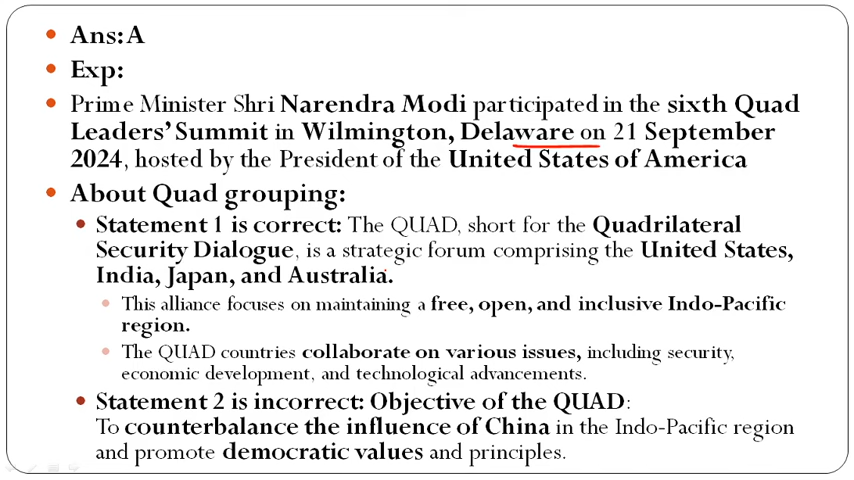 Ans:A
Exp:
Prime Minister Shri Narendra Modi participated in the sixth Quad
Leaders' Summit in Wilmington, Delaware on 21 September
2024, hosted by the President of the United States of America
About Quad grouping:
Statement 1 is correct: The QUAD, short for the Quadrilateral
Security Dialogue, is a strategic forum comprising the United States,
India, Japan, and Australia.
This alliance focuses on maintaining a free, open, and inclusive Indo-Pacific
region.
The QUAD countries collaborate on various issues, including security,
economic development, and technological advancements.
Statement 2 is incorrect: Objective of the QUAD:
To counterbalance the influence of China in the Indo-Pacific region
and promote democratic values and principles.